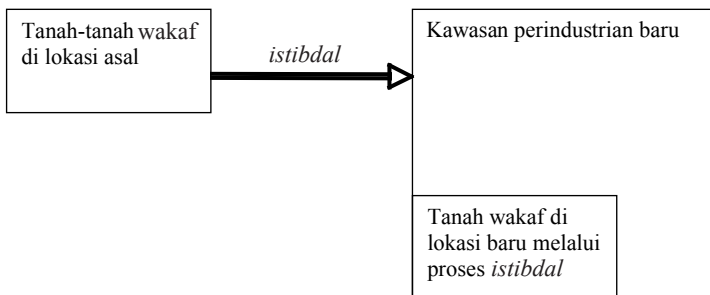 Tanah-tanah wakaf
di lokasi asal
istibdal
Kawasan perindustrian baru
Tanah wakaf di
lokasi baru melalui
proses istibdal